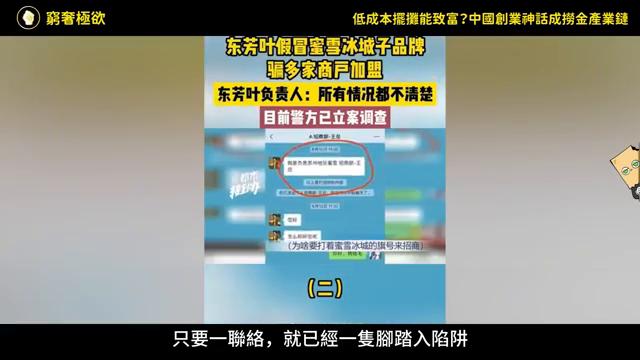 窮奢極欲
低成本擺攤能致富?中國創業神話成撈金產業鏈
东芳叶假冒蜜雪冰城子品牌
骗多家商户加盟
东芳叶负责人：所有情况都不清楚
目前警方已立案调查
(为啥要打着蜜雪冰城的旗号来招商)
(二)
只要一聯絡，就已經一隻腳踏入陷阱